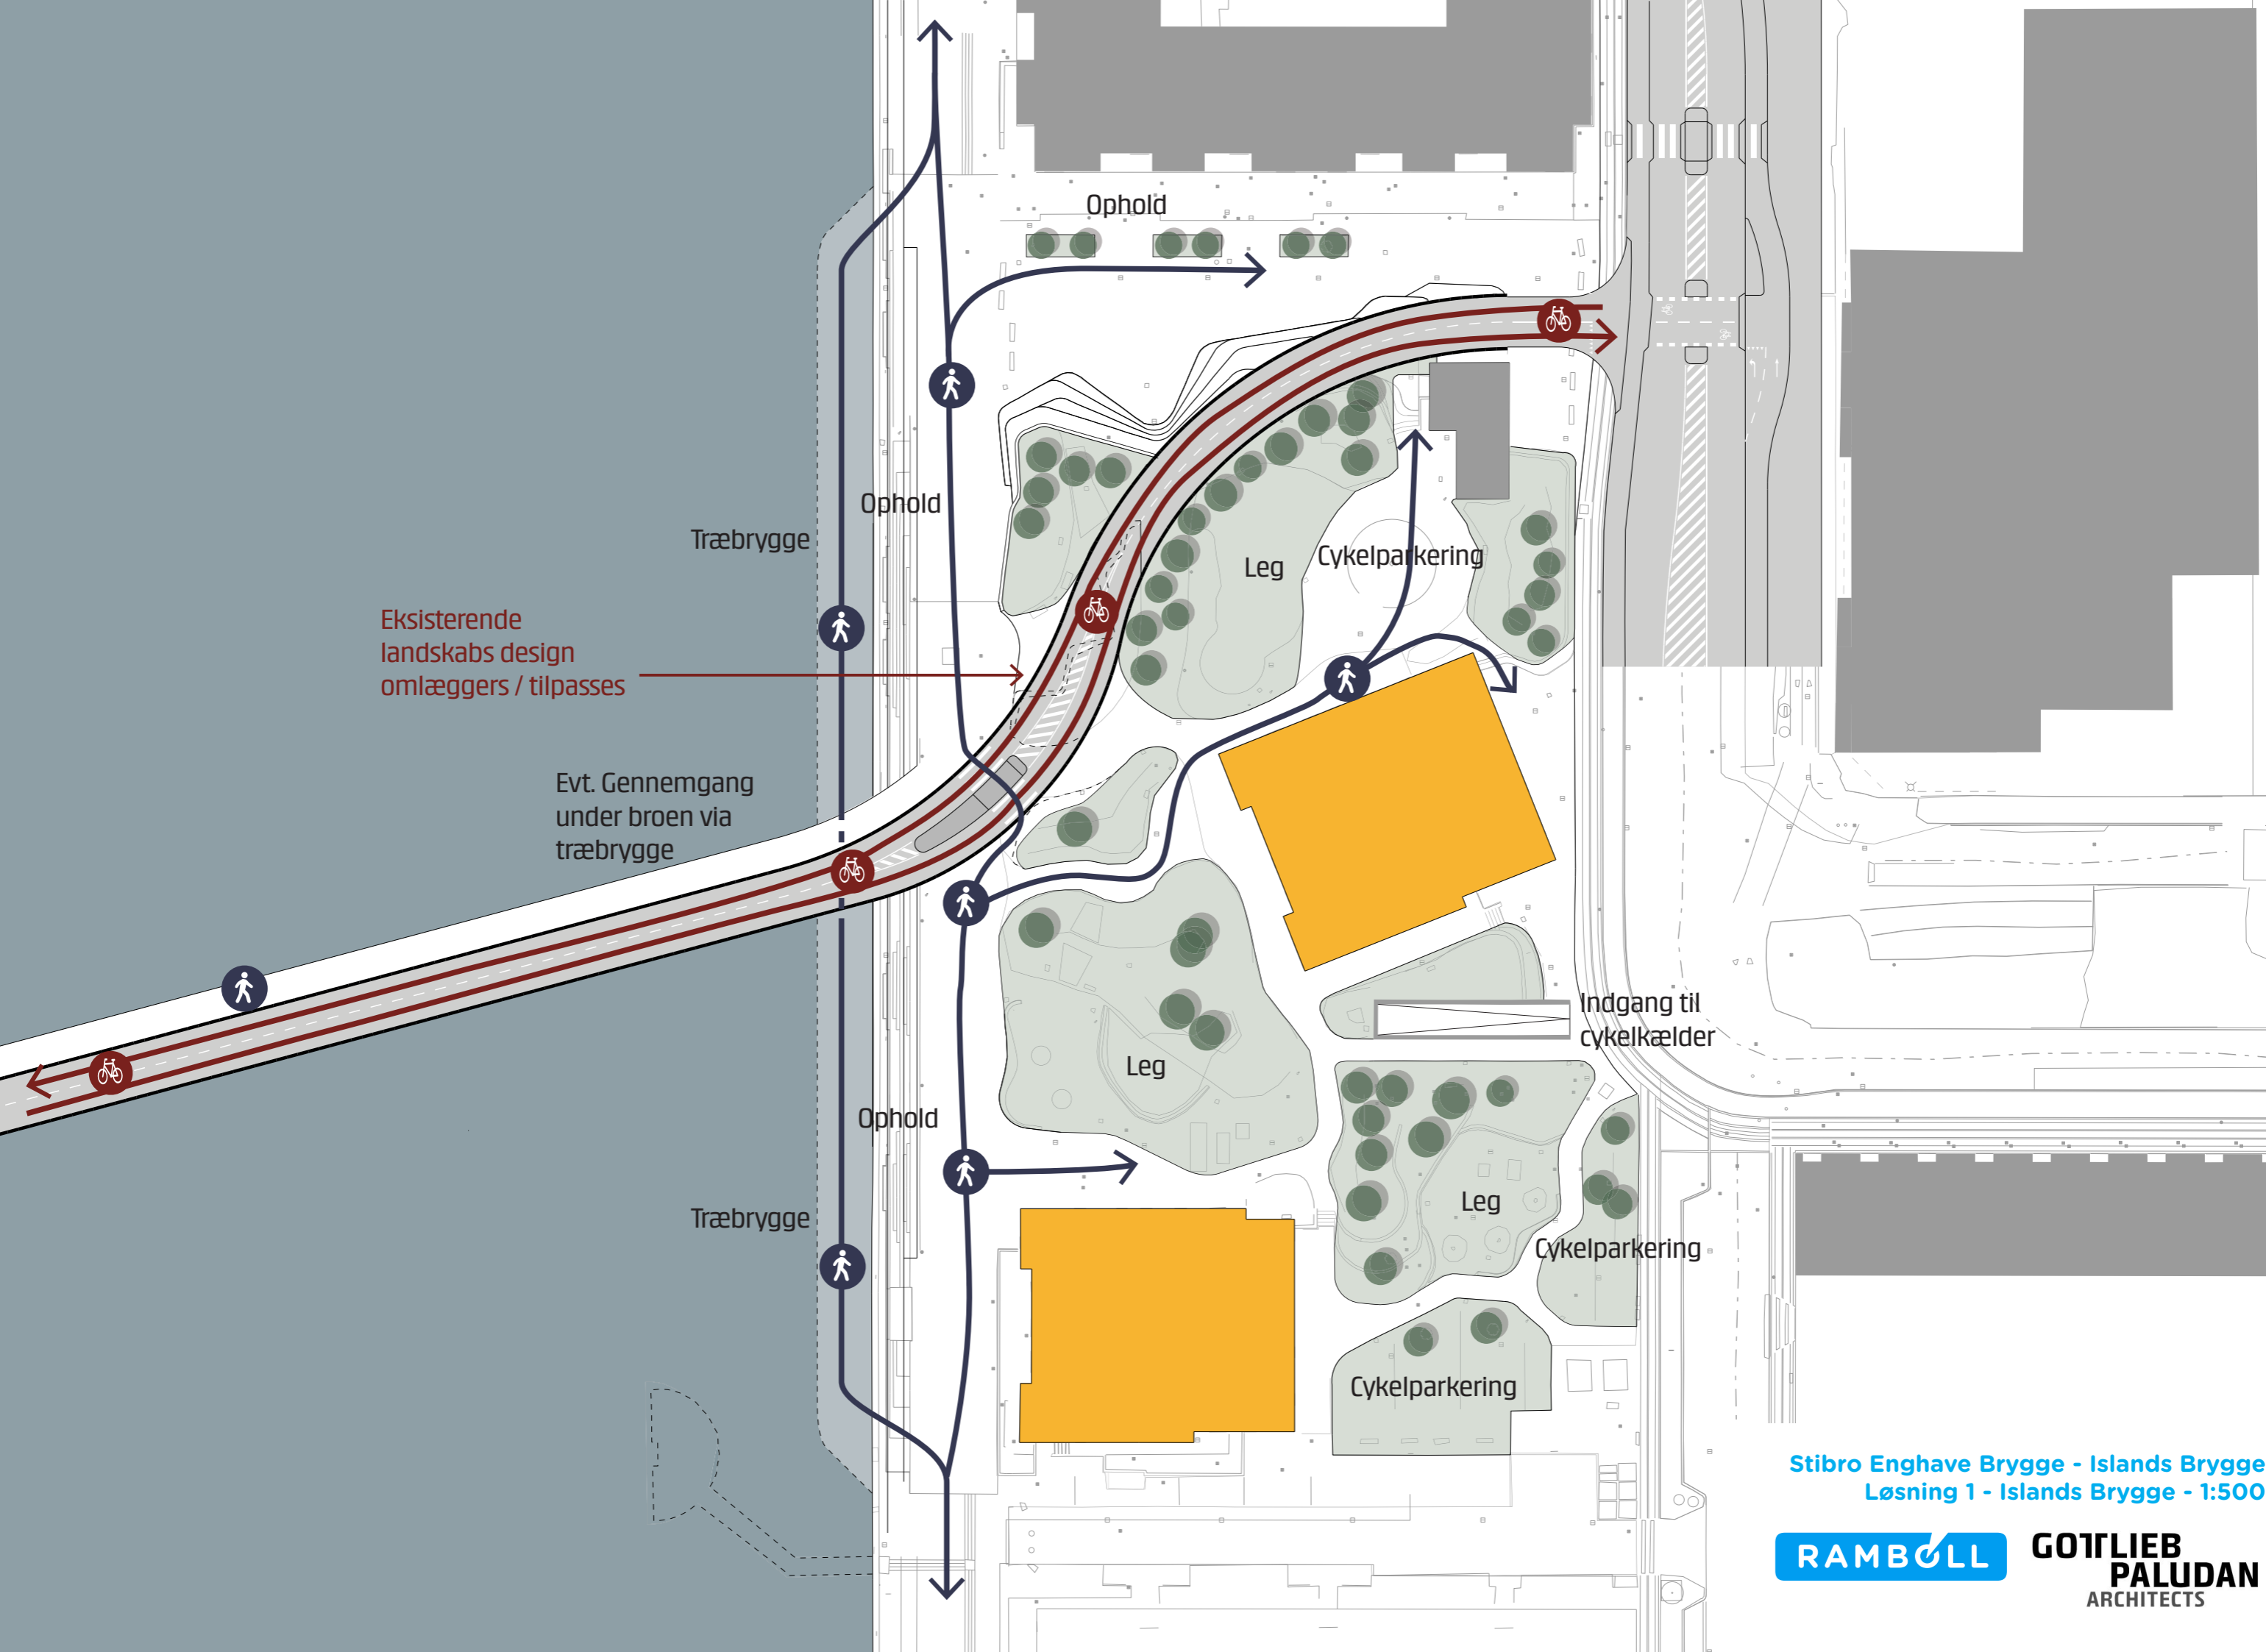 Ophold
Ophold
Træbrygge
Leg
Cykelparkering
Eksisterende
landskabs design
omlæggers / tilpasses
Evt. Gennemgang
under broen via
træbrygge
Indgang til
cykelkælder
Leg
Ophold
Træbrygge
Leg
Cykelparkering
Cykelparkering
Stibro Enghave Brygge - Islands Brygge
Løsning 1 - Islands Brygge - 1:500
RAMBOLL
GOTTLIEB
PALUDAN
ARCHITECTS